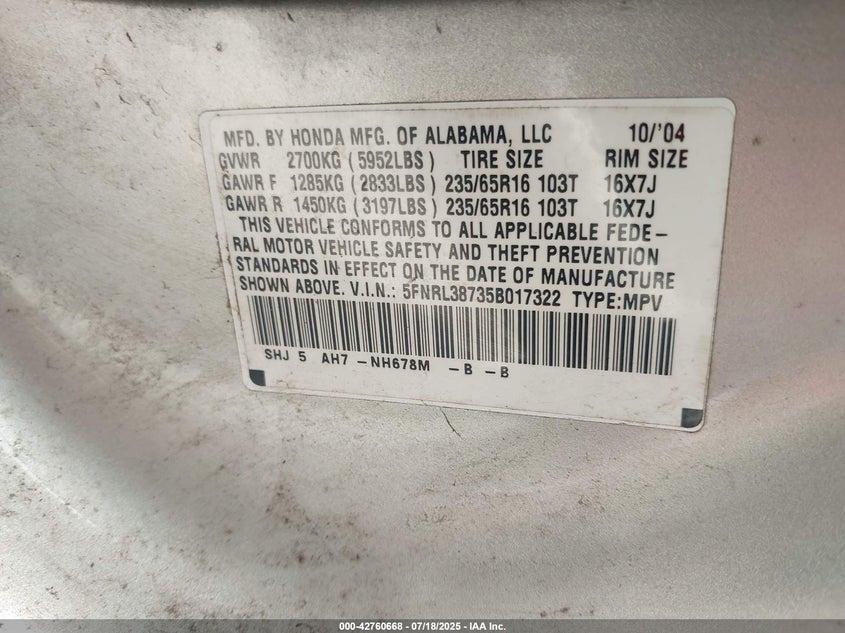 MFD. BY HONDA MFG. OF ALABAMA, LLC 10/'04
GVWR 2700KG (5952LBS) TIRE SIZE RIM SIZE
GAWR F 1285KG (2833LBS) 235/65R16 103T 16X7J
GAWR R 1450KG (3197LBS) 235/65R16 103T 16X7J
THIS VEHICLE CONFORMS TO ALL APPLICABLE FEDE-
RAL MOTOR VEHICLE SAFETY AND THEFT PREVENTION
STANDARDS IN EFFECT ON THE DATE OF MANUFACTURE
SHOWN ABOVE. V.I.N.: 5FNRL38735B017322 TYPE:MPV
SHJ 5 AH7 -NH678M -B -B
000-42760668 | 07/18/2025 | IAA Inc.